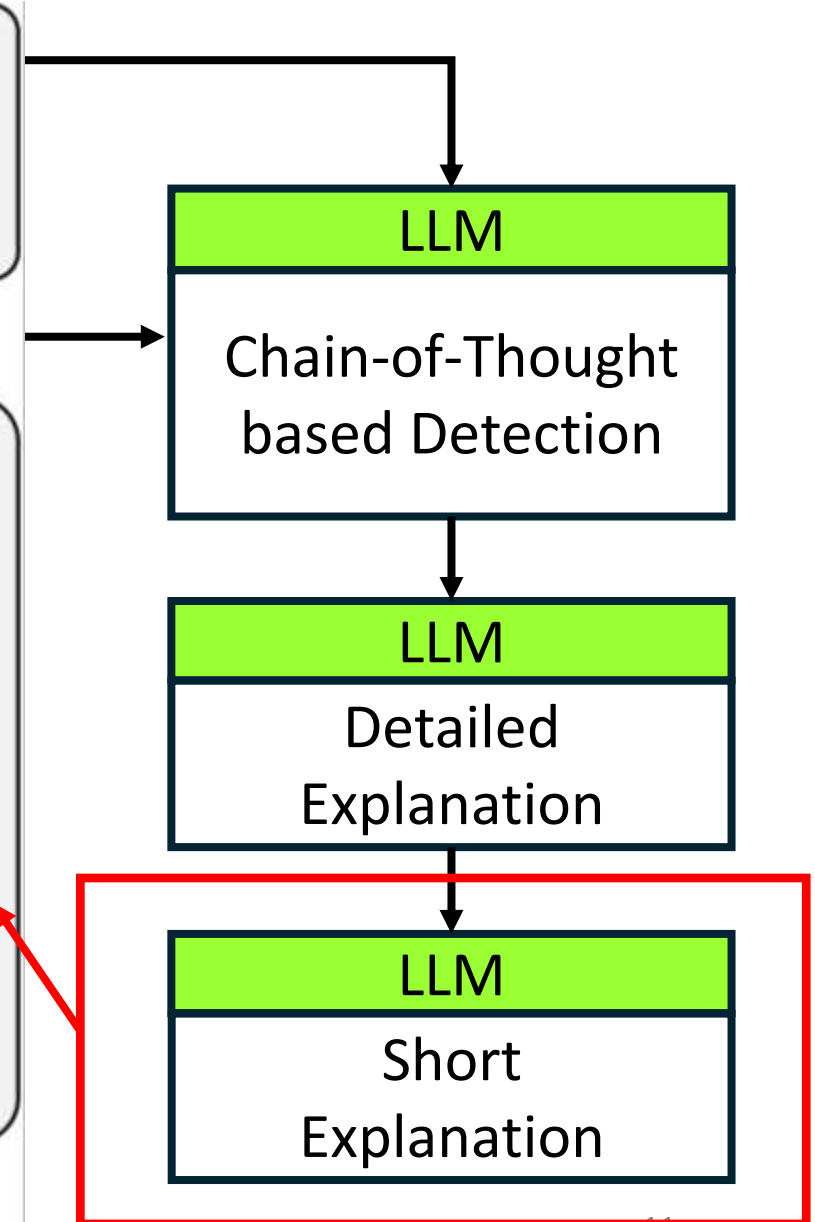 LLM
Chain-of-Thought
based Detection
LLM
Detailed
Explanation
LLM
Short
Explanation